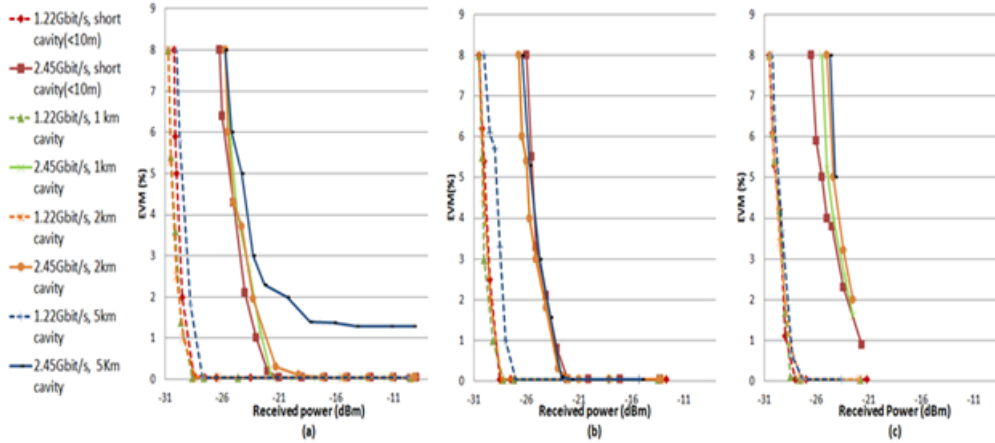 1.22Gbit/s, short
cavity(<10m)
2.45Gbit/s, short
cavity(<10m)
1.22Gbit/s, 1 km
cavity
2.45Gbit/s, 1km
cavity
1.22Gbit/s, 2km
cavity
2.45Gbit/s, 2km
cavity
1.22Gbit/s, 5km
cavity
2.45Gbit/s, 5Km
cavity
EVM (%)
9
8
7
6
5
4
3
2
1
0
-31 -26 -21 -16 -11
Received power (dBm)
(a)
EVM(%)
9
8
7
6
5
4
3
2
1
0
-31 -26 -21 -16 -11
Received power (dBm)
(b)
EVM (%)
9
8
7
6
5
4
3
2
1
0
-31 -26 -21 -16 -11
Received Power (dBm)
(c)